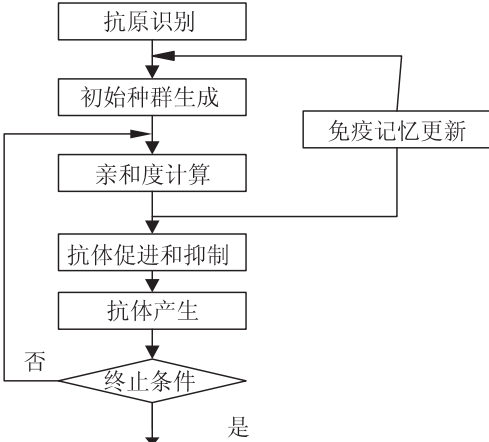 抗原识别
初始种群生成
免疫记忆更新
亲和度计算
抗体促进和抑制
抗体产生
否
终止条件
是